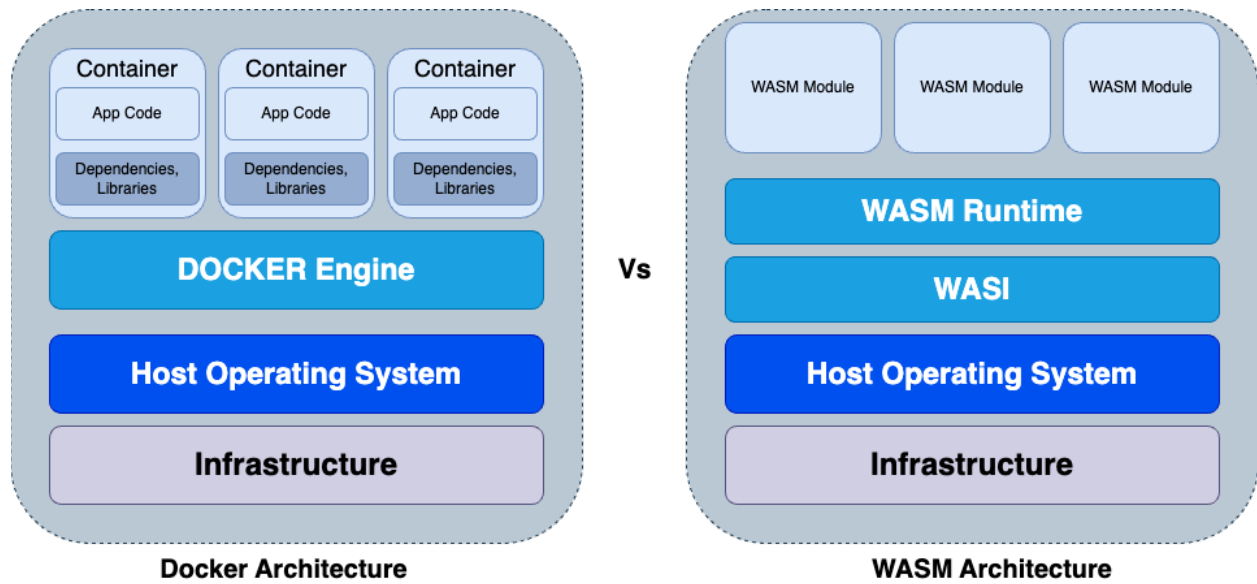 Container
App Code
Dependencies,
Libraries
Container
App Code
Dependencies,
Libraries
Container
App Code
Dependencies,
Libraries
DOCKER Engine
Host Operating System
Infrastructure
Docker Architecture
Vs
WASM Module
WASM Module
WASM Module
WASM Runtime
WASI
Host Operating System
Infrastructure
WASM Architecture